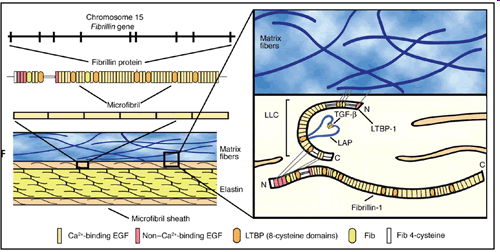 Chromosome 15
Fibrillin gene
Fibrillin protein
Microfibril
F
Matrix
fibers
Elastin
Microfibril sheath
Matrix
fibers
LLC
TGF-β
N
LTBP-1
LAP
C
C
N
Fibrillin-1
Ca²⁺-binding EGF
Non–Ca²⁺-binding EGF
LTBP (8-cysteine domains)
Fib
Fib 4-cysteine